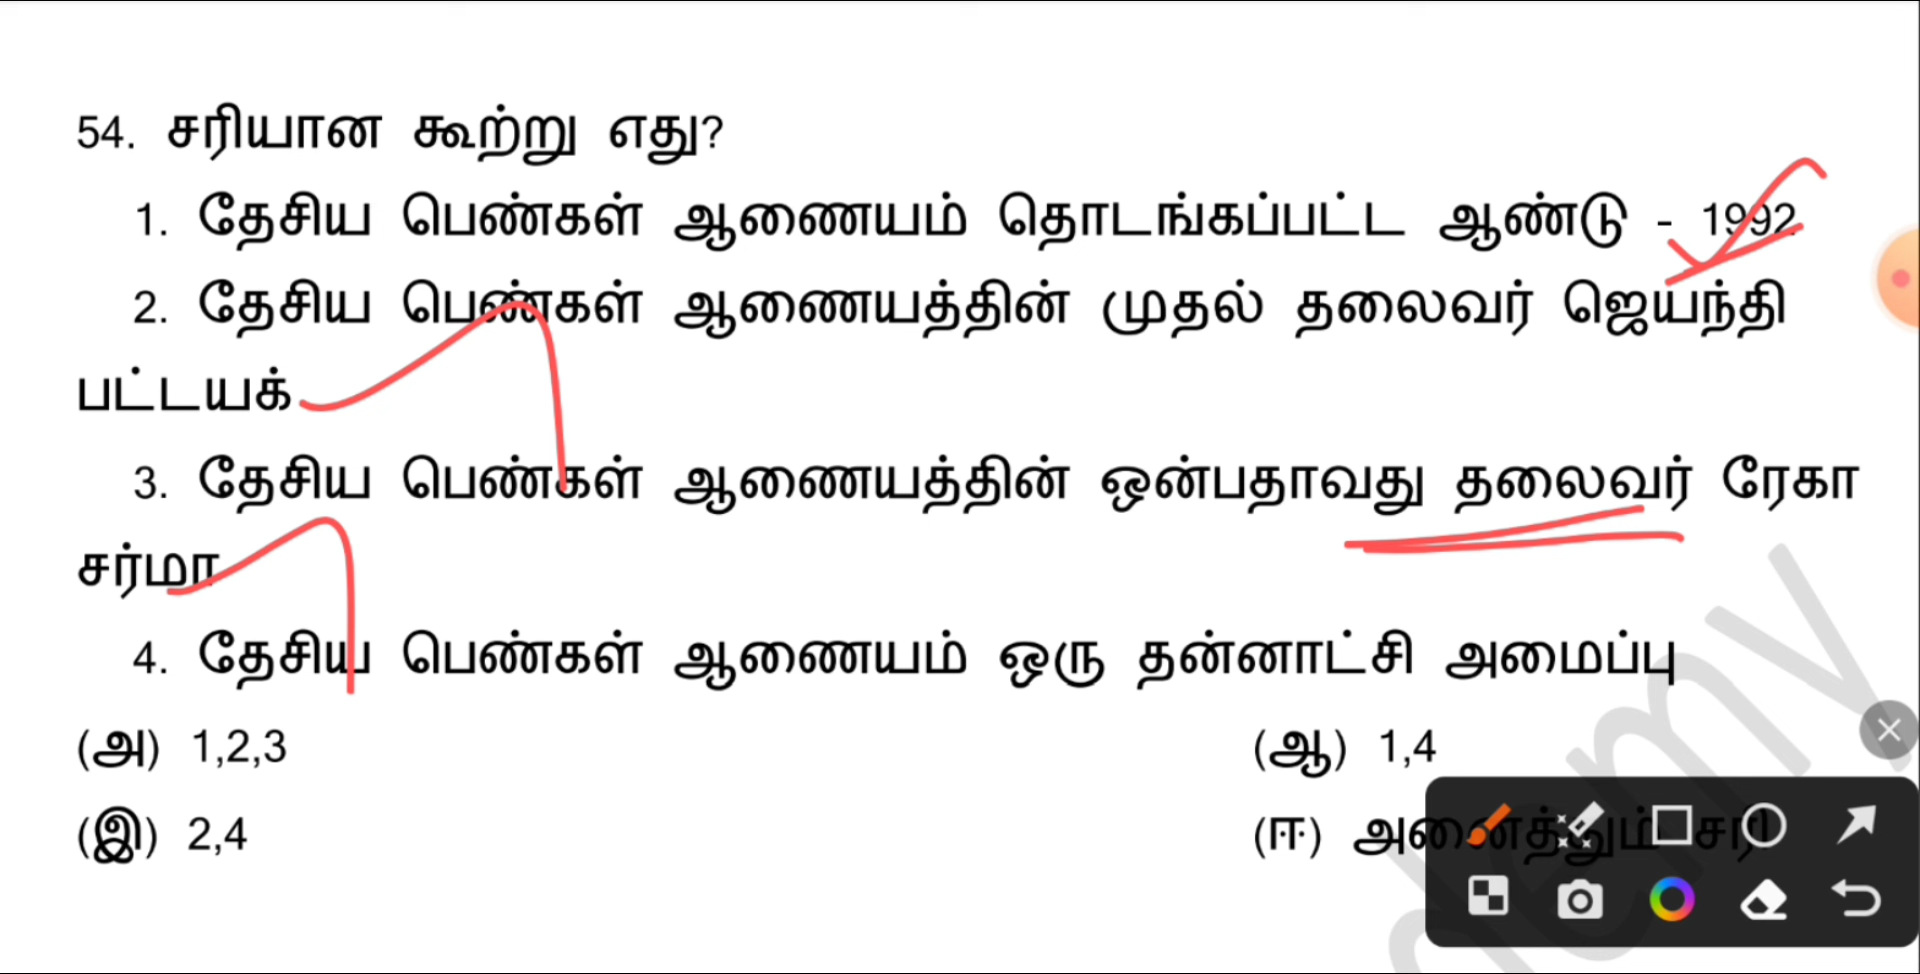 54. சரியான கூற்று எது?
1. தேசிய பெண்கள் ஆணையம் தொடங்கப்பட்ட ஆண்டு - 1992
2. தேசிய பெண்கள் ஆணையத்தின் முதல் தலைவர் ஜெயந்தி
பட்டயக்
3. தேசிய பெண்கள் ஆணையத்தின் ஒன்பதாவது தலைவர் ரேகா
சர்மா
4. தேசிய பெண்கள் ஆணையம் ஒரு தன்னாட்சி அமைப்பு
(அ) 1,2,3 (ஆ) 1,4
(இ) 2,4 (ஈ) அனைத்தும் சரி